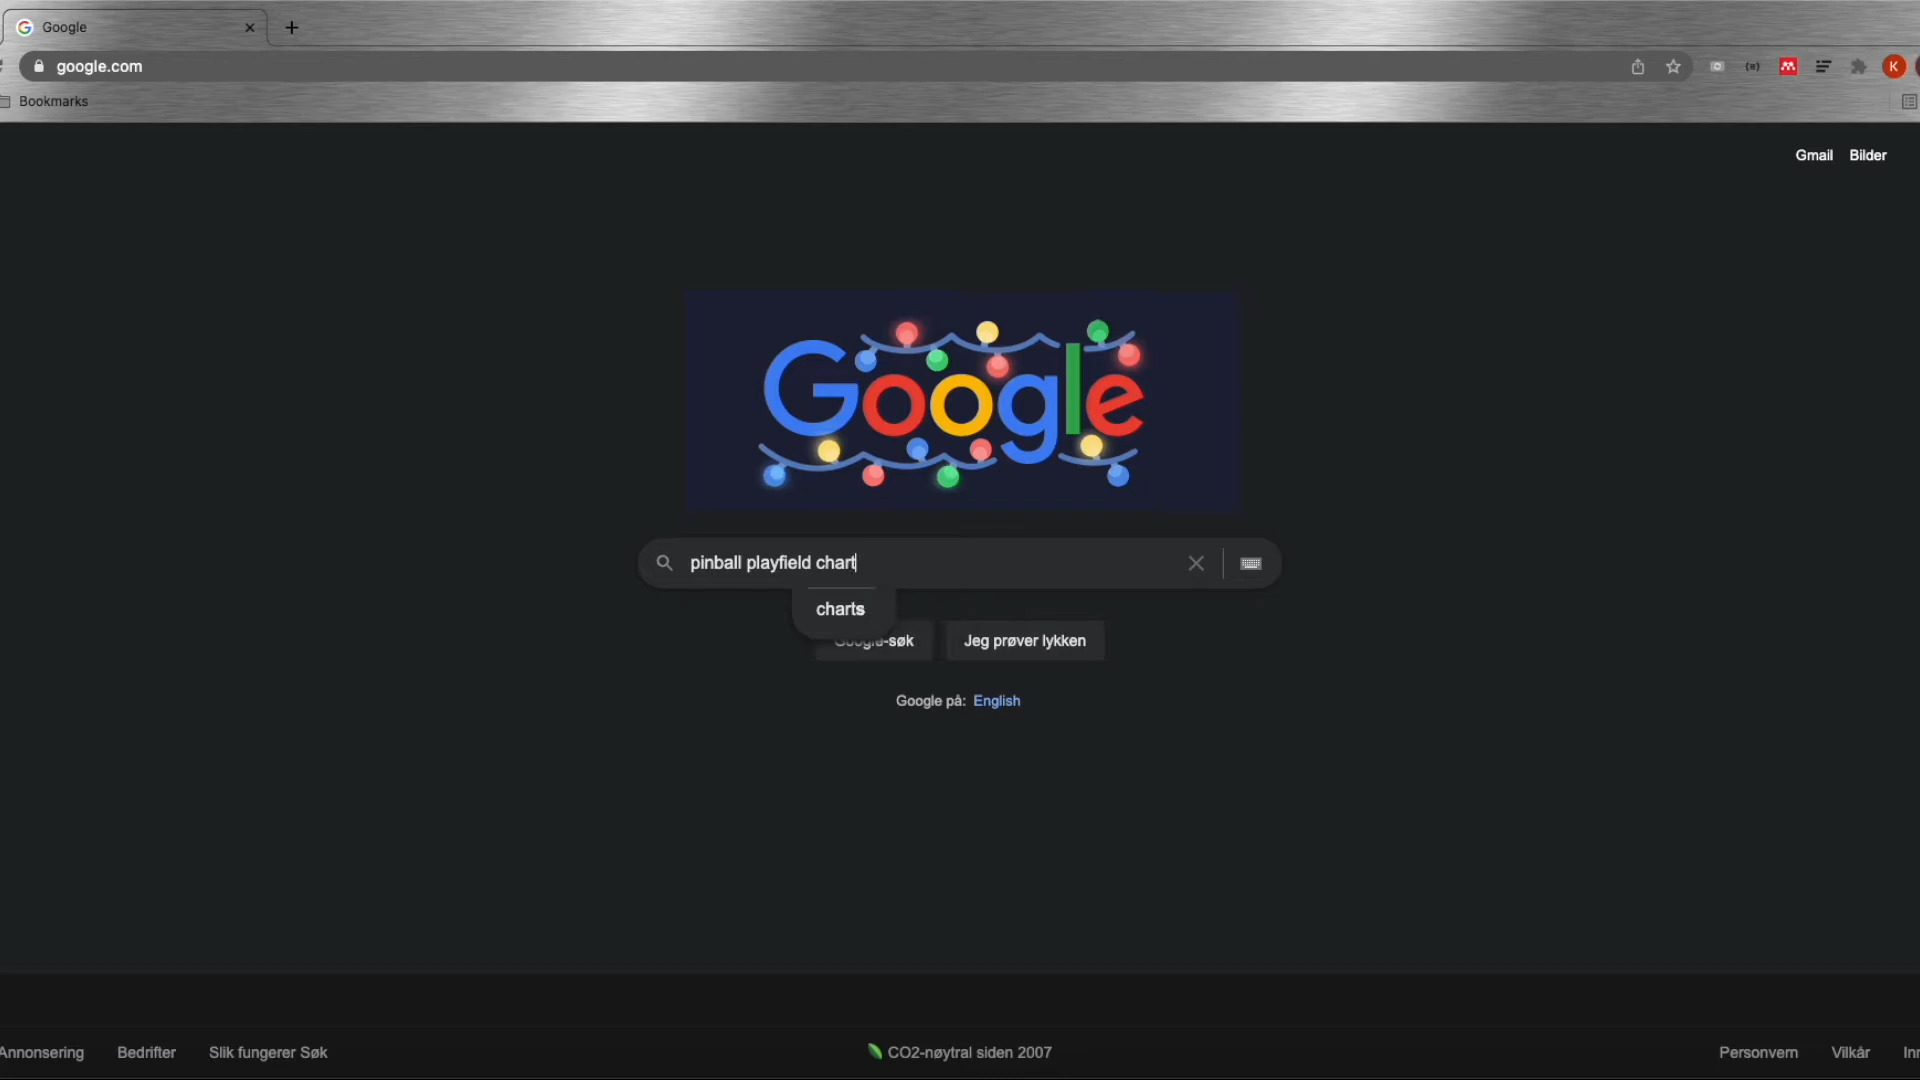 Google
google.com
Bookmarks
Gmail Bilder
Google
pinball playfield chart
charts
Google-søk Jeg prøver lykken
Google på: English
Annonsering Bedrifter Slik fungerer Søk CO2-nøytral siden 2007 Personvern Vilkår
K